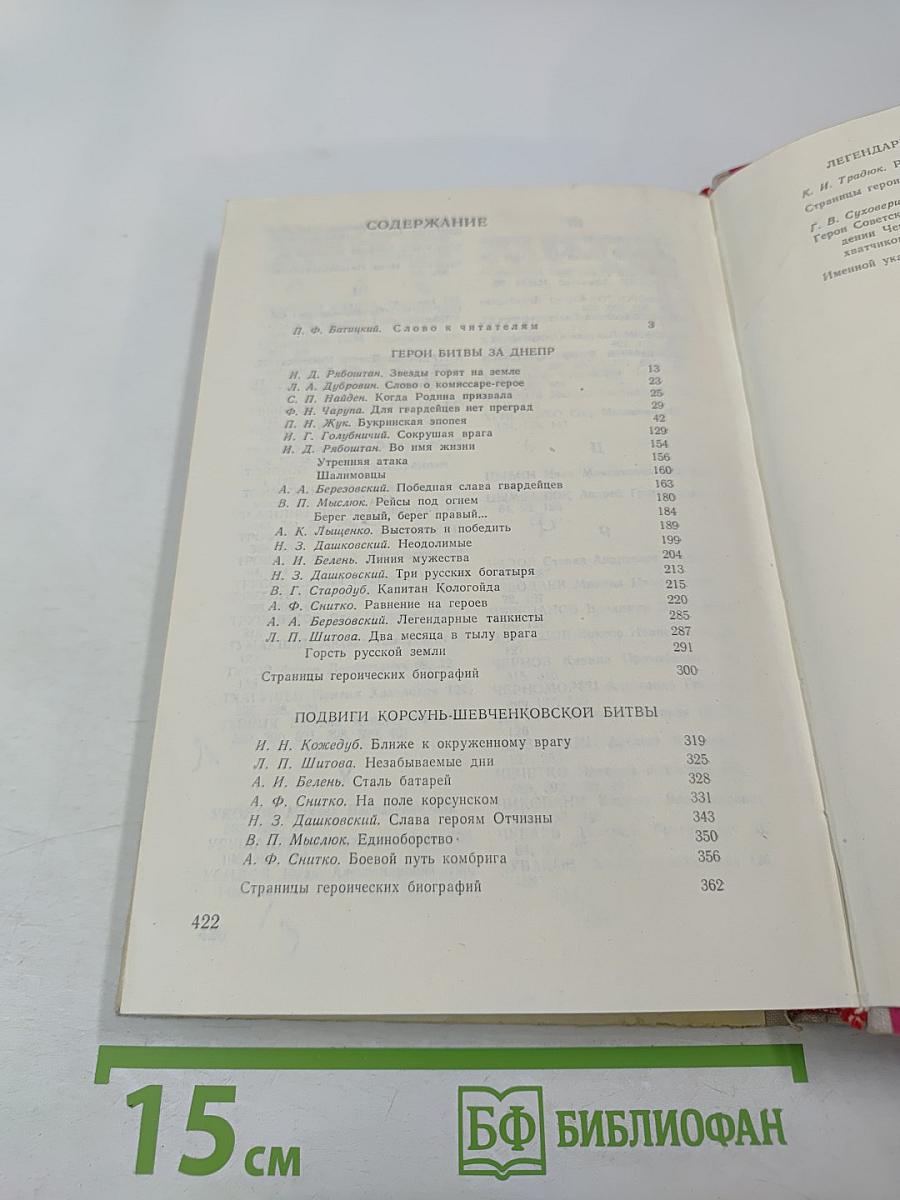 СОДЕРЖАНИЕ
П. Ф. Батицкий. Слово к читателям 3
ГЕРОИ БИТВЫ ЗА ДНЕПР
И. Д. Рябоштан. Звезды горят на земле 13
Л. А. Дубровин. Слово о комиссаре-герое 23
С. П. Найден. Когда Родина призвала 25
Ф. Н. Чарупа. Для гвардейцев нет преград 29
П. Н. Жук. Букринская эпопея 42
И. Г. Голубничий. Сокрушая врага 129
И. Д. Рябоштан. Во имя жизни 154
Утренняя атака 156
Шалимовцы 160
А. А. Березовский. Победная слава гвардейцев 163
В. П. Мыслюк. Рейсы под огнем 180
Берег левый, берег правый... 184
А. К. Лыщенко. Выстоять и победить 189
Н. З. Дашковский. Неодолимые 199
А. И. Белень. Линия мужества 204
Н. З. Дашковский. Три русских богатыря 213
В. Г. Стародуб. Капитан Кологойда 215
А. Ф. Снитко. Равнение на героев 220
А. А. Березовский. Легендарные танкисты 285
Л. П. Шитова. Два месяца в тылу врага 287
Горсть русской земли 291
Страницы героических биографий 300
ПОДВИГИ КОРСУНЬ-ШЕВЧЕНКОВСКОЙ БИТВЫ
И. Н. Кожедуб. Ближе к окруженному врагу 319
Л. П. Шитова. Незабываемые дни 325
А. И. Белень. Сталь батарей 328
А. Ф. Снитко. На поле корсунском 331
Н. З. Дашковский. Слава героям Отчизны 343
В. П. Мыслюк. Единоборство 350
А. Ф. Снитко. Боевой путь комбрига 356
Страницы героических биографий 362
422
ЛЕГЕНДАР
К. И. Традюк. Р
Страницы герои
Г. В. Суховерш
Герои Советск
дении Чер
хватчиков
Именной ука
15 см
БФ БИБЛИОФАН